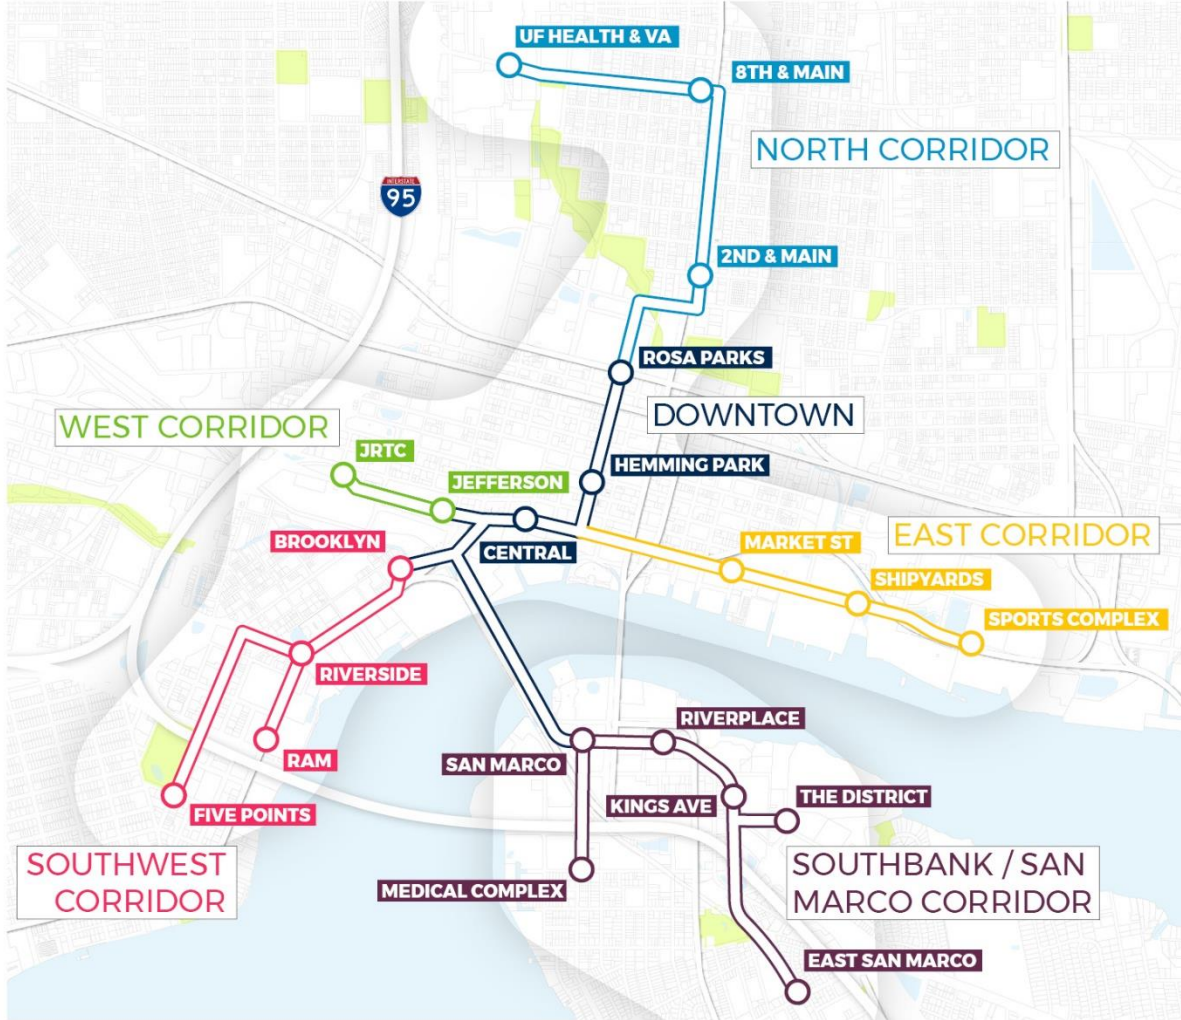 UF HEALTH & VA
8TH & MAIN
NORTH CORRIDOR
INTERSTATE
95
2ND & MAIN
ROSA PARKS
DOWNTOWN
WEST CORRIDOR
JRTC
HEMMING PARK
JEFFERSON
EAST CORRIDOR
BROOKLYN
CENTRAL
MARKET ST
SHIPYARDS
SPORTS COMPLEX
RIVERSIDE
RIVERPLACE
RAM
SAN MARCO
THE DISTRICT
KINGS AVE
FIVE POINTS
SOUTHWEST
CORRIDOR
SOUTHBANK / SAN
MARCO CORRIDOR
MEDICAL COMPLEX
EAST SAN MARCO